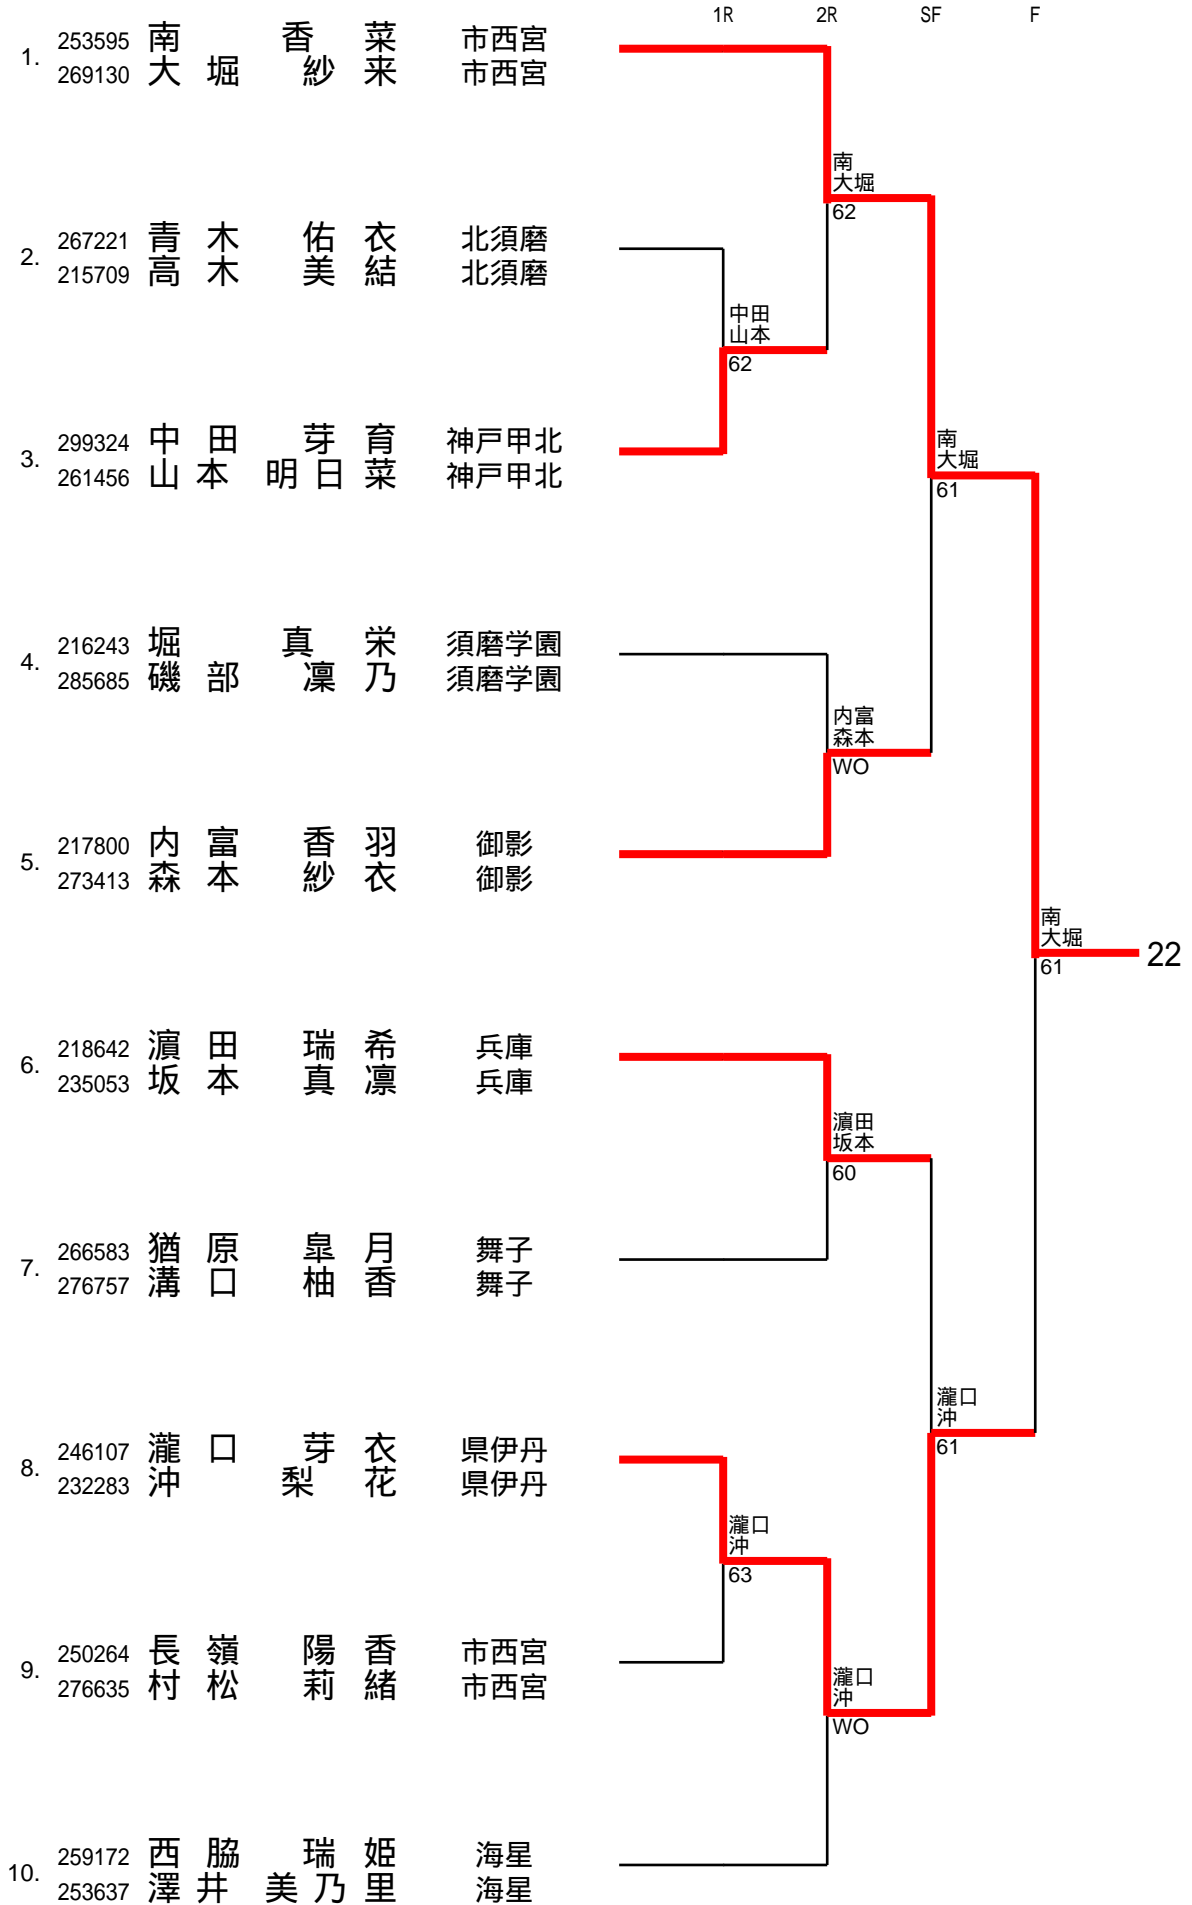 1R 2R SF F
1. 253595 南 香 菜 市西宮
269130 大 堀 紗 来 市西宮
南
大堀
62
2. 267221 青 木 佑 衣 北須磨
215709 高 木 美 結 北須磨
中田
山本
62
3. 299324 中 田 芽 育 神戸甲北
261456 山 本 明 日 菜 神戸甲北
南
大堀
61
4. 216243 堀 真 栄 須磨学園
285685 磯 部 凜 乃 須磨学園
内富
森本
WO
5. 217800 内 富 香 羽 御影
273413 森 本 紗 衣 御影
南
大堀
61
22
6. 218642 濵 田 瑞 希 兵庫
235053 坂 本 真 凛 兵庫
濵田
坂本
60
7. 266583 猶 原 皐 月 舞子
276757 溝 口 柚 香 舞子
瀧口
沖
61
8. 246107 瀧 口 芽 衣 県伊丹
232283 沖 梨 花 県伊丹
瀧口
沖
63
9. 250264 長 嶺 陽 香 市西宮
276635 村 松 莉 緒 市西宮
瀧口
沖
WO
10. 259172 西 脇 瑞 姫 海星
253637 澤 井 美 乃 里 海星